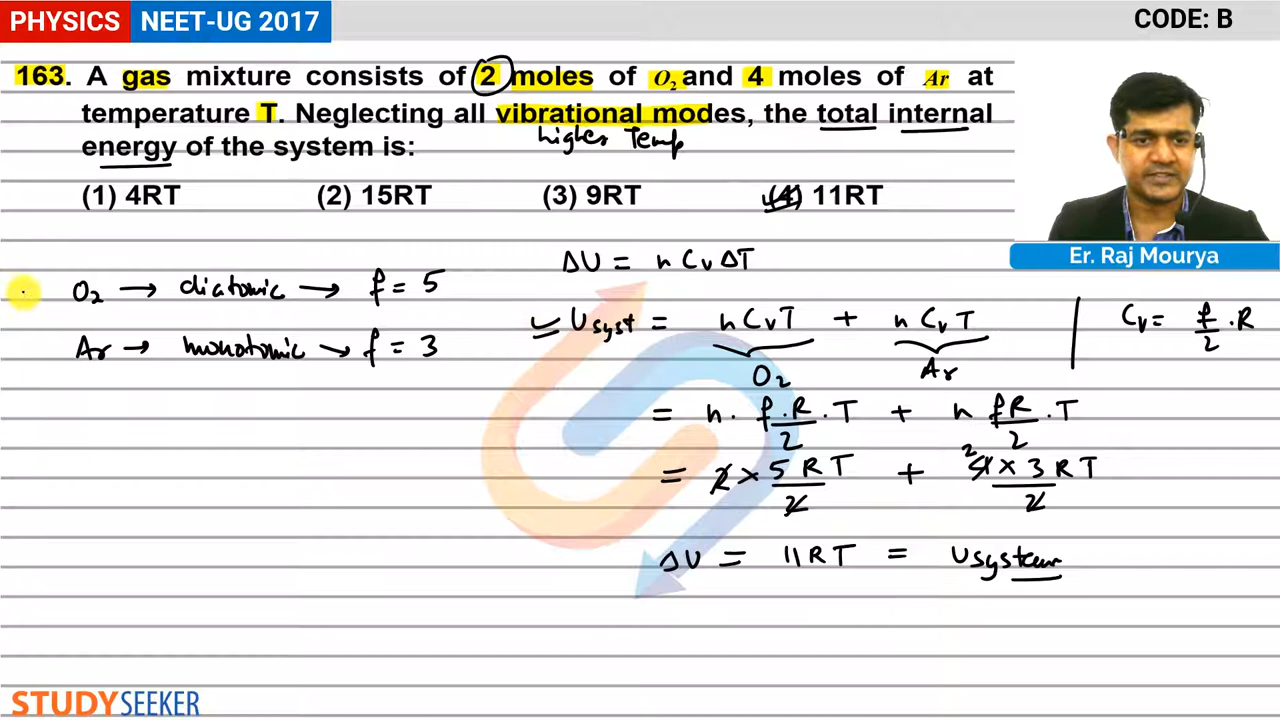 PHYSICS NEET-UG 2017
CODE: B
163. A gas mixture consists of 2 moles of O₂ and 4 moles of Ar at
temperature T. Neglecting all vibrational modes, the total internal
higher Temp
energy of the system is:
(1) 4RT (2) 15RT (3) 9RT (4) 11RT
Er. Raj Mourya
O₂ → diatomic → f = 5
Ar → monatomic → f = 3
ΔU = n Cv ΔT
Usyst = n Cv T + n Cv T
O₂ Ar
Cv = f/2 . R
= n . f.R/2 . T + n fR/2 . T
= 2 × 5RT/2 + 4 × 3RT/2
2
ΔU = 11RT = Usystem
STUDYSEEKER